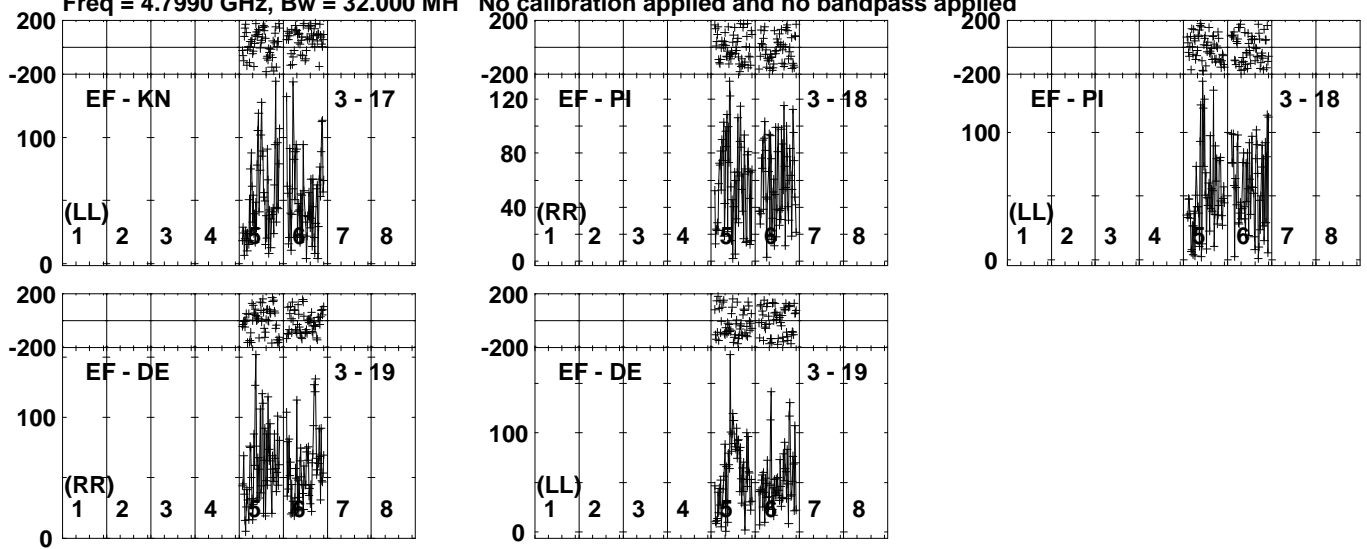 Freq = 4.7990 GHz, Bw = 32.000 MH No calibration applied and no bandpass applied
200
-200
EF - KN 3 - 17
100
(LL)
1 2 3 4 5 6 7 8
0
200
-200
EF - PI 3 - 18
120
80
40
(RR)
1 2 3 4 5 6 7 8
0
200
-200
EF - PI 3 - 18
100
(LL)
1 2 3 4 5 6 7 8
0
200
-200
EF - DE 3 - 19
100
(RR)
1 2 3 4 5 6 7 8
0
200
-200
EF - DE 3 - 19
100
(LL)
1 2 3 4 5 6 7 8
0